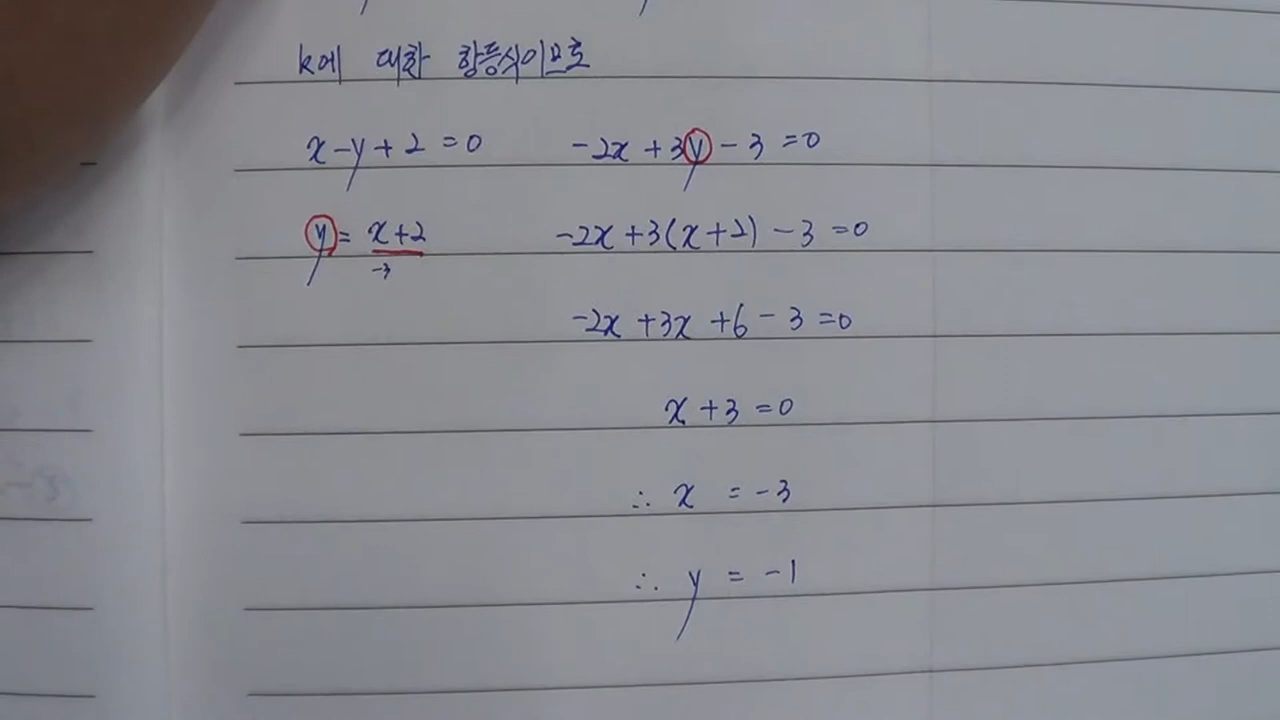 k에 대한 항등식이므로
x-y+2=0 -2x+3y-3=0
y=x+2 -2x+3(x+2)-3=0
-3
-2x+3x+6-3=0
x+3=0
∴ x=-3
∴ y=-1